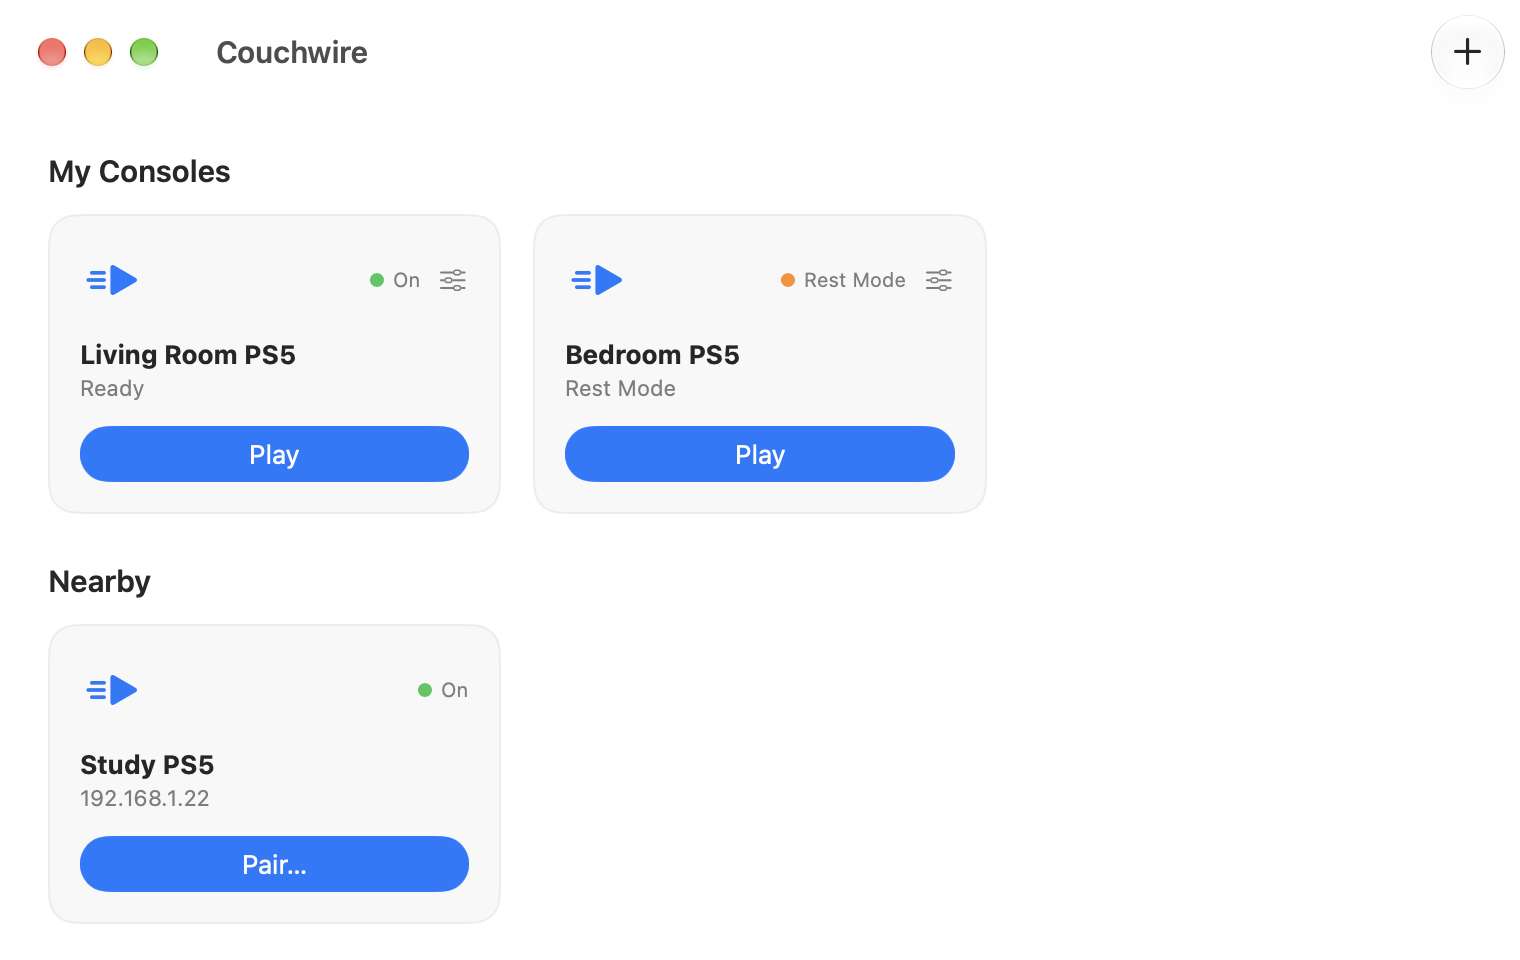 Couchwire
My Consoles
On
Living Room PS5
Ready
Play
Rest Mode
Bedroom PS5
Rest Mode
Play
Nearby
On
Study PS5
192.168.1.22
Pair...